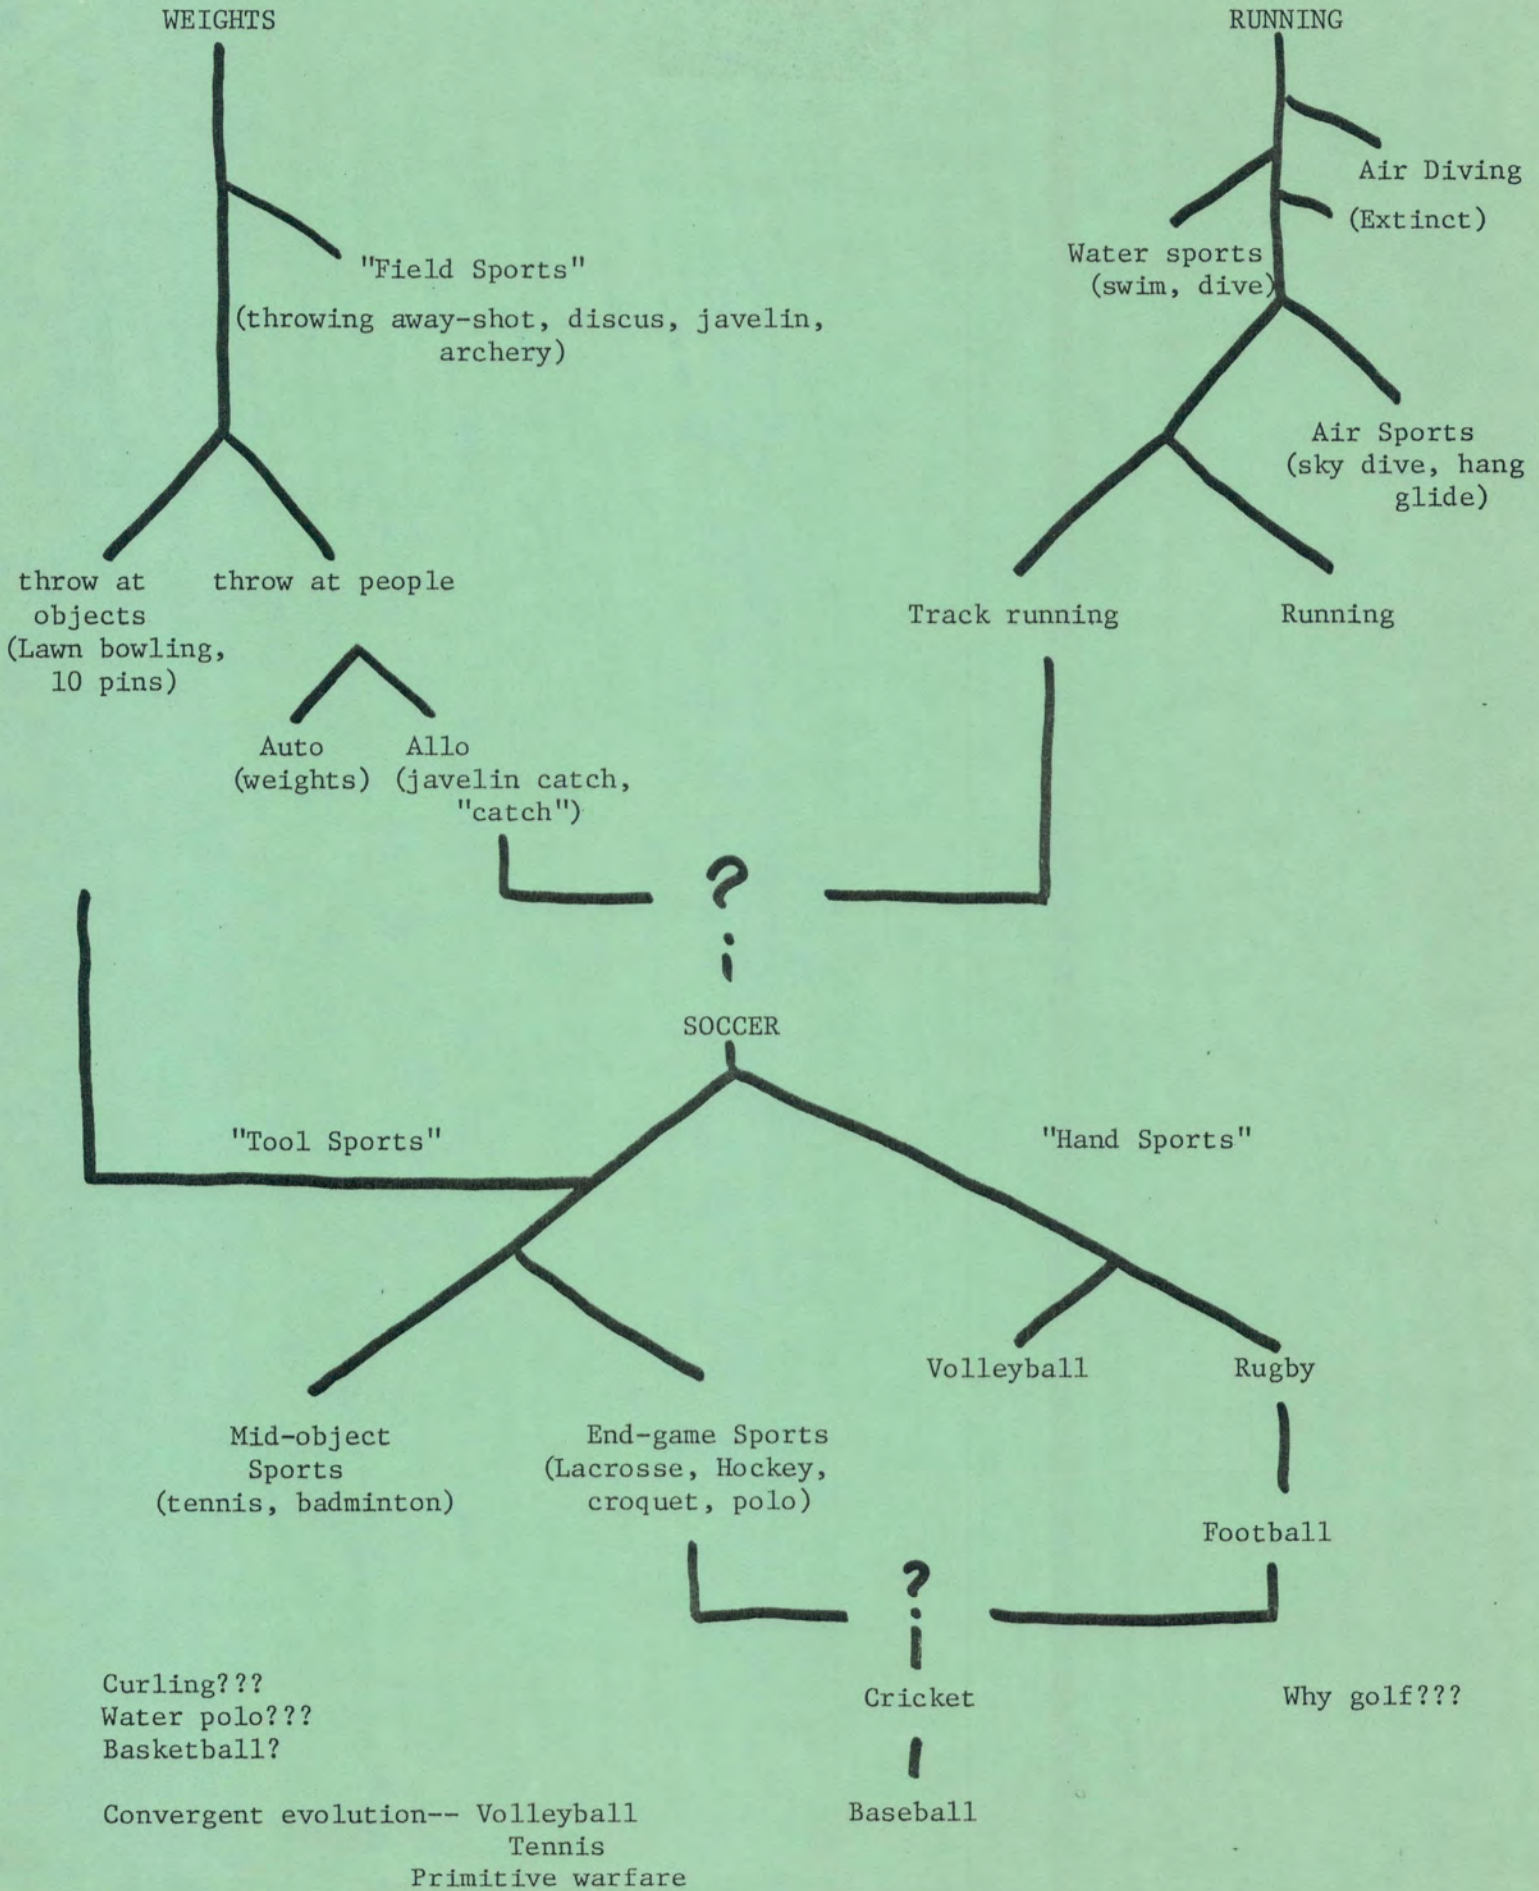 WEIGHTS
RUNNING
Air Diving
(Extinct)
Water sports
(swim, dive)
"Field Sports"
(throwing away-shot, discus, javelin,
archery)
Air Sports
(sky dive, hang
glide)
throw at
objects
(Lawn bowling,
10 pins)
throw at people
Track running
Running
Auto
(weights)
Allo
(javelin catch,
"catch")
?
SOCCER
"Tool Sports"
"Hand Sports"
Volleyball
Rugby
Mid-object
Sports
(tennis, badminton)
End-game Sports
(Lacrosse, Hockey,
croquet, polo)
Football
?
Cricket
Why golf???
Curling???
Water polo???
Basketball?
Baseball
Convergent evolution-- Volleyball
Tennis
Primitive warfare